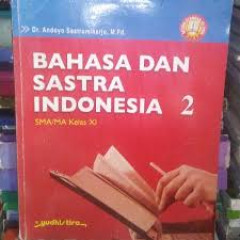 Dr. Andoyo Sastromiharjo, M.Pd.
BAHASA DAN
SASTRA
INDONESIA 2
SMA/MA Kelas XI
yudhistira